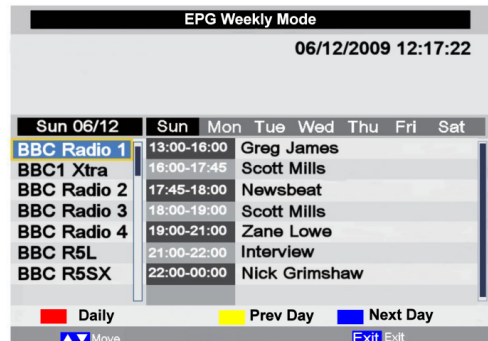 EPG Weekly Mode
06/12/2009 12:17:22
Sun 06/12 Sun Mon Tue Wed Thu Fri Sat
BBC Radio 1 13:00-16:00 Greg James
BBC1 Xtra 16:00-17:45 Scott Mills
BBC Radio 2 17:45-18:00 Newsbeat
BBC Radio 3 18:00-19:00 Scott Mills
BBC Radio 4 19:00-21:00 Zane Lowe
BBC R5L 21:00-22:00 Interview
BBC R5SX 22:00-00:00 Nick Grimshaw
Daily Prev Day Next Day
Move Exit Exit